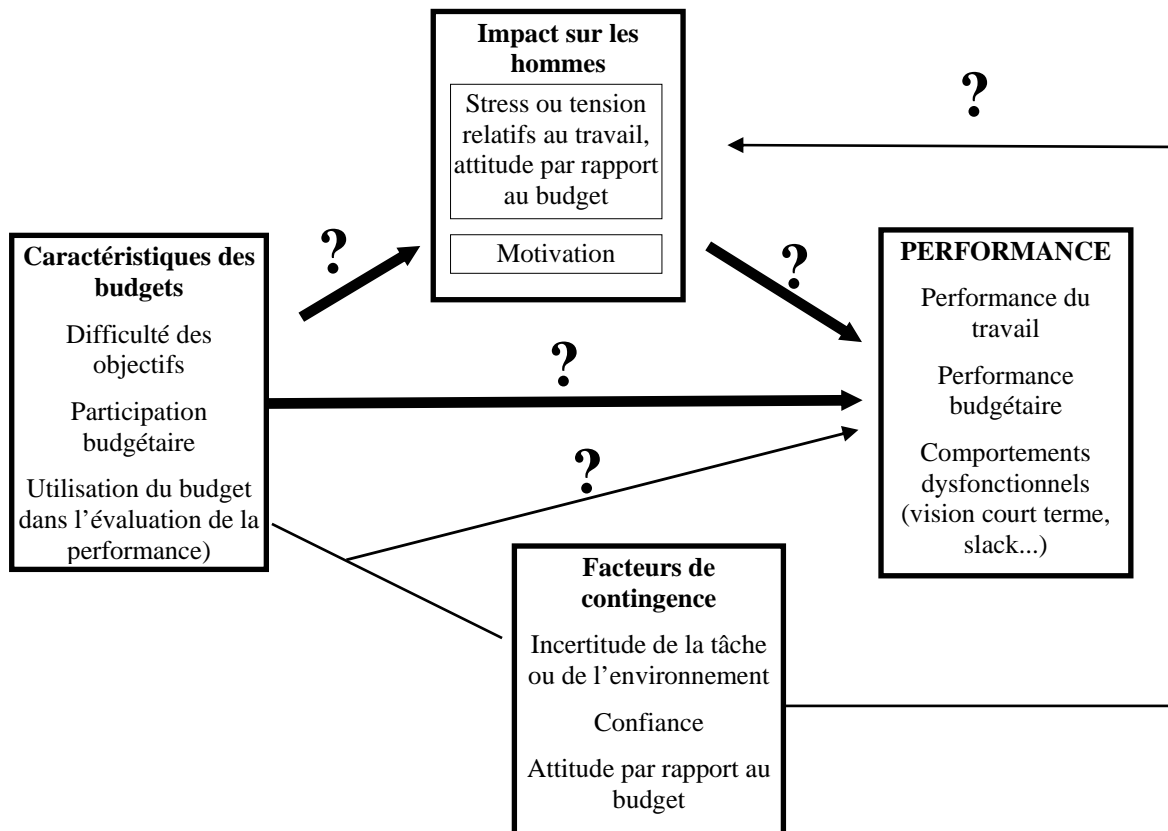 Impact sur les
hommes
Stress ou tension
relatifs au travail,
attitude par rapport
au budget
Motivation
?
?
?
?
?
Caractéristiques des
budgets
Difficulté des
objectifs
Participation
budgétaire
Utilisation du budget
dans l’évaluation de la
performance)
PERFORMANCE
Performance du
travail
Performance
budgétaire
Comportements
dysfonctionnels
(vision court terme,
slack...)
Facteurs de
contingence
Incertitude de la tâche
ou de l’environnement
Confiance
Attitude par rapport au
budget